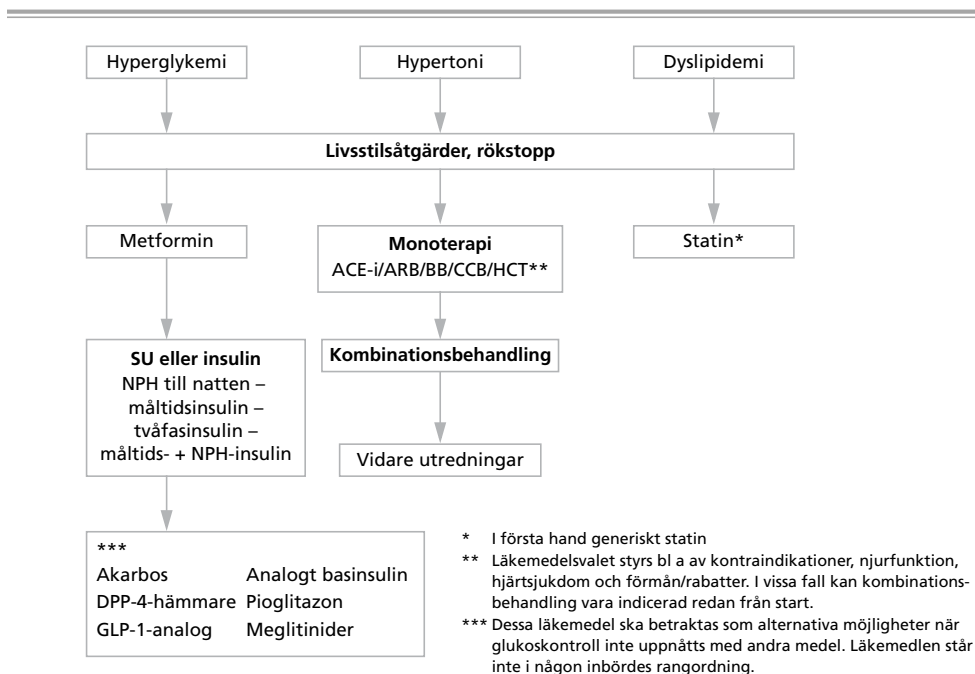 Hyperglykemi
Hypertoni
Dyslipidemi
Livsstilsåtgärder, rökstopp
Metformin
Monoterapi
ACE-i/ARB/BB/CCB/HCT**
Statin*
SU eller insulin
NPH till natten –
måltidsinsulin –
tvåfasinsulin –
måltids- + NPH-insulin
Kombinationsbehandling
Vidare utredningar
***
Akarbos Analogt basinsulin
DPP-4-hämmare Pioglitazon
GLP-1-analog Meglitinider
* I första hand generiskt statin
** Läkemedelsvalet styrs bl a av kontraindikationer, njurfunktion,
hjärtsjukdom och förmån/rabatter. I vissa fall kan kombinations-
behandling vara indicerad redan från start.
*** Dessa läkemedel ska betraktas som alternativa möjligheter när
glukoskontroll inte uppnåtts med andra medel. Läkemedlen står
inte i någon inbördes rangordning.